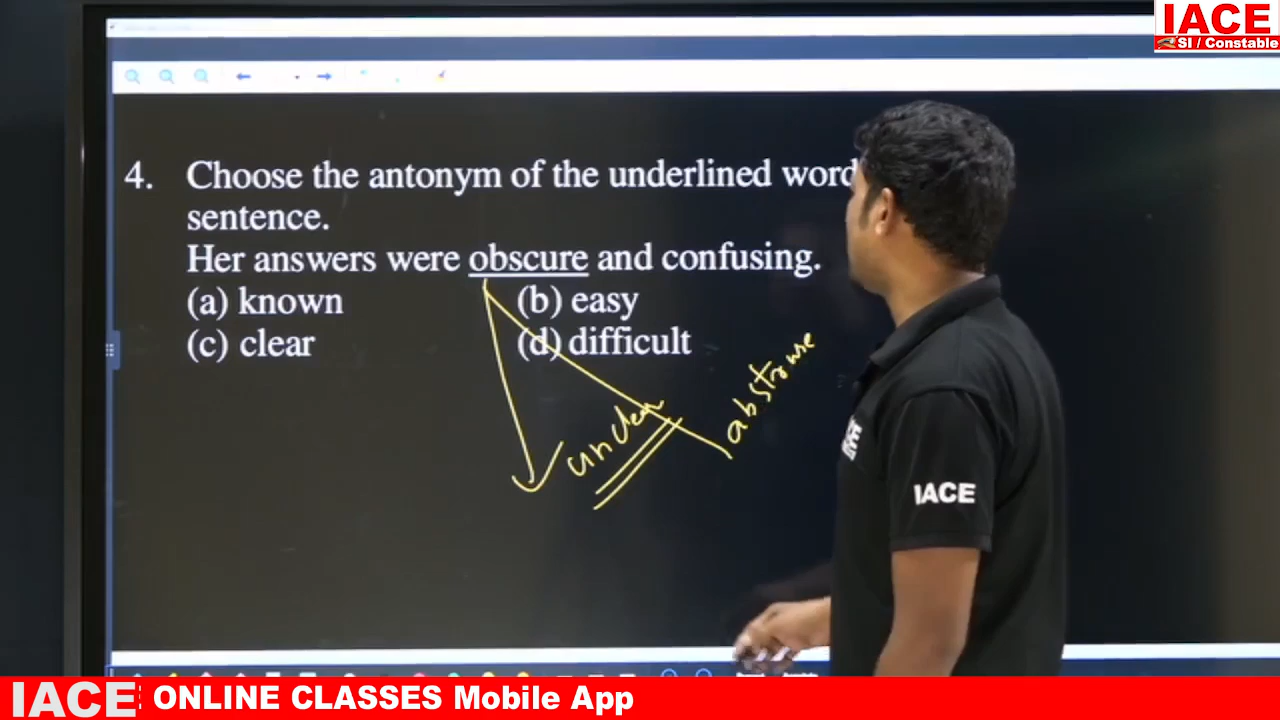 IACE
SI / Constable
4. Choose the antonym of the underlined word
sentence.
Her answers were obscure and confusing.
(a) known (b) easy
(c) clear (d) difficult
unclear
abstruse
IACE
IACE ONLINE CLASSES Mobile App